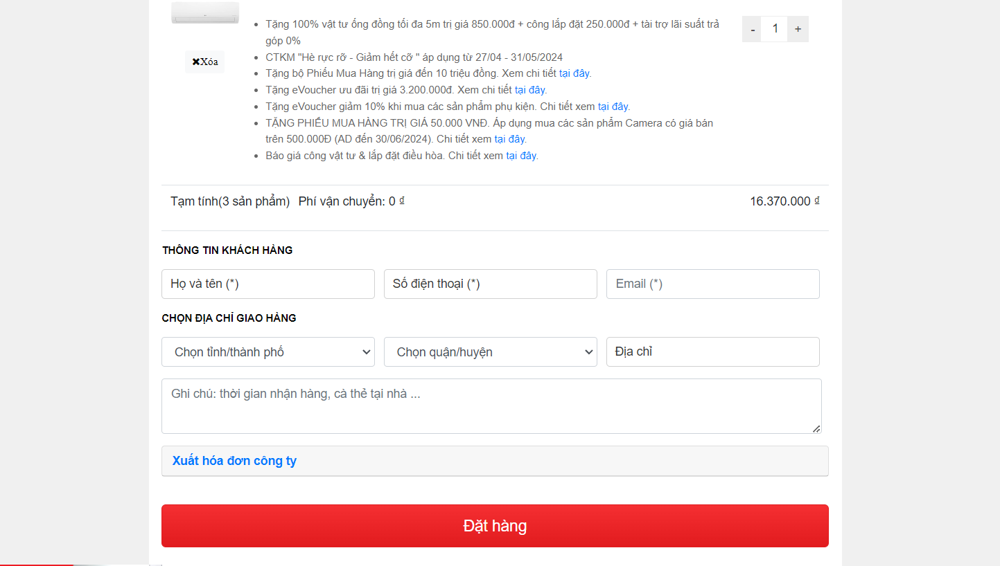 Tặng 100% vật tư ống đồng tối đa 5m trị giá 850.000đ + công lắp đặt 250.000đ + tài trợ lãi suất trả
góp 0%
- 1 +
CTKM "Hè rực rỡ - Giảm hết cỡ " áp dụng từ 27/04 - 31/05/2024
✖Xóa
Tặng bộ Phiếu Mua Hàng trị giá đến 10 triệu đồng. Xem chi tiết tại đây.
Tặng eVoucher ưu đãi trị giá 3.200.000đ. Xem chi tiết tại đây.
Tặng eVoucher giảm 10% khi mua các sản phẩm phụ kiện. Chi tiết xem tại đây.
TẶNG PHIẾU MUA HÀNG TRỊ GIÁ 50.000 VNĐ. Áp dụng mua các sản phẩm Camera có giá bán
trên 500.000Đ (AD đến 30/06/2024). Chi tiết xem tại đây.
Báo giá công vật tư & lắp đặt điều hòa. Chi tiết xem tại đây.
Tạm tính(3 sản phẩm) Phí vận chuyển: 0 ₫ 16.370.000 ₫
THÔNG TIN KHÁCH HÀNG
Họ và tên (*) Số điện thoại (*) Email (*)
CHỌN ĐỊA CHỈ GIAO HÀNG
Chọn tỉnh/thành phố Chọn quận/huyện Địa chỉ
Ghi chú: thời gian nhận hàng, cà thẻ tại nhà ...
Xuất hóa đơn công ty
Đặt hàng